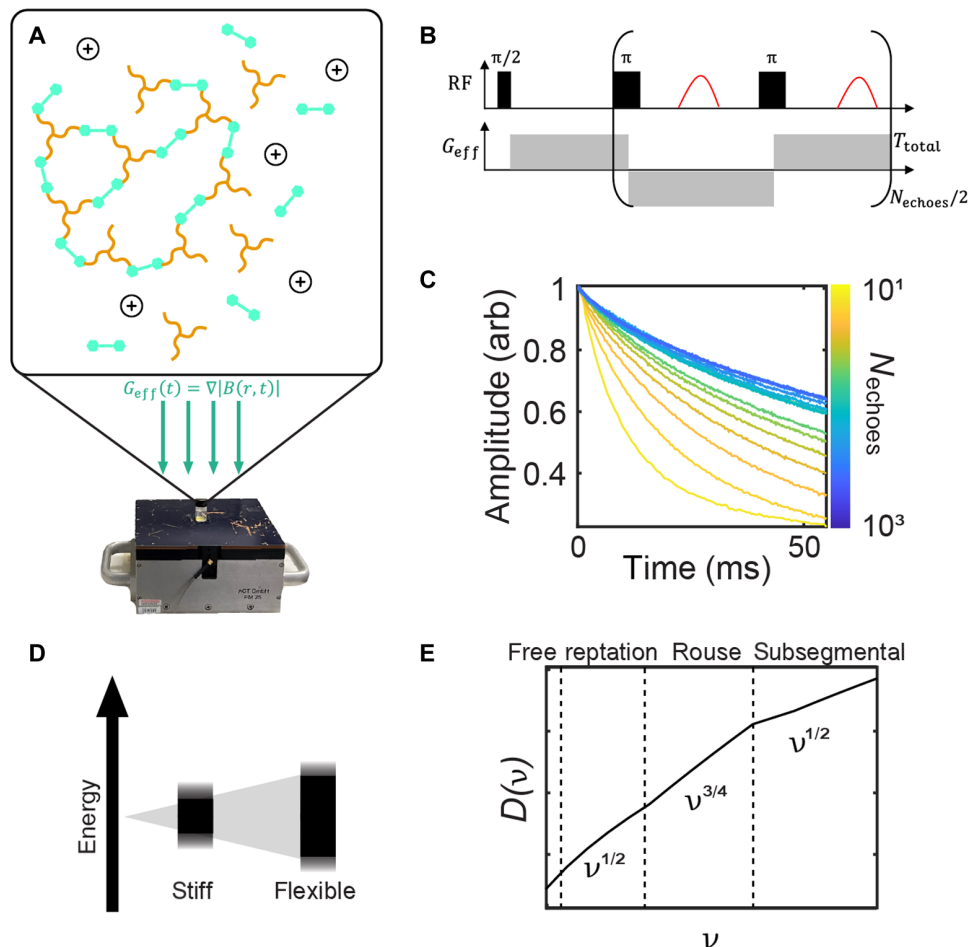 A
+
+
+
+
+
G_eff(t) = ∇|B(r, t)|
ACT GmbH
PM 25
B
π/2
π
π
RF
G_eff
T_total
N_echoes/2
C
1
0.8
0.6
0.4
Amplitude (arb)
0
50
Time (ms)
10¹
10³
N_echoes
D
Energy
Stiff
Flexible
E
Free reptation
Rouse
Subsegmental
D(ν)
ν^1/2
ν^3/4
ν^1/2
ν